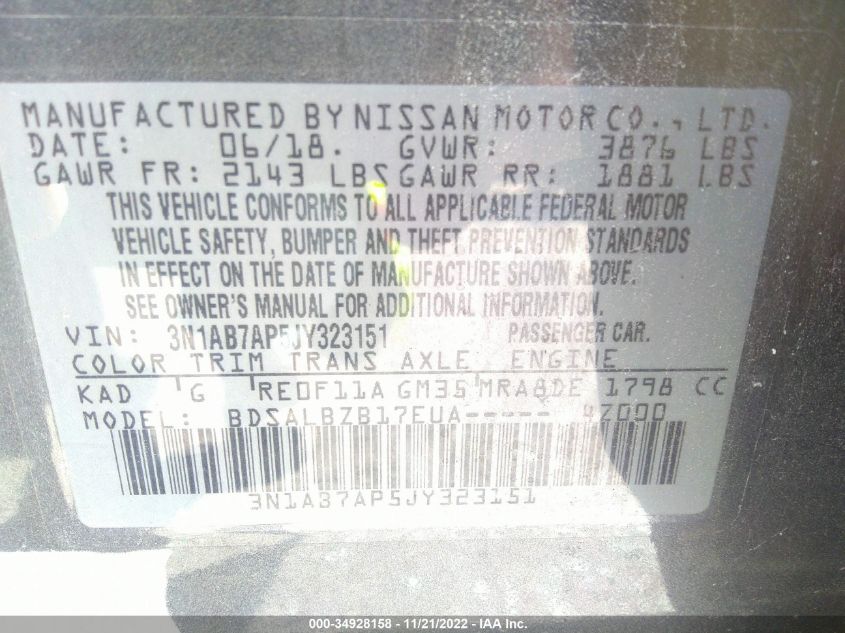 MANUFACTURED BY NISSAN MOTOR CO., LTD.
DATE: 06/18. GVWR: 3876 LBS
GAWR FR: 2143 LBS GAWR RR: 1881 LBS
THIS VEHICLE CONFORMS TO ALL APPLICABLE FEDERAL MOTOR
VEHICLE SAFETY, BUMPER AND THEFT PREVENTION STANDARDS
IN EFFECT ON THE DATE OF MANUFACTURE SHOWN ABOVE.
SEE OWNER'S MANUAL FOR ADDITIONAL INFORMATION.
VIN: 3N1AB7AP5JY323151 PASSENGER CAR.
COLOR TRIM TRANS AXLE ENGINE
KAD G RE0F11A GM35 MRA8DE 1798 CC
MODEL: BDSALBZB17EUA----- 4Z000
3N1AB7AP5JY323151
000-34928158 - 11/21/2022 - IAA Inc.